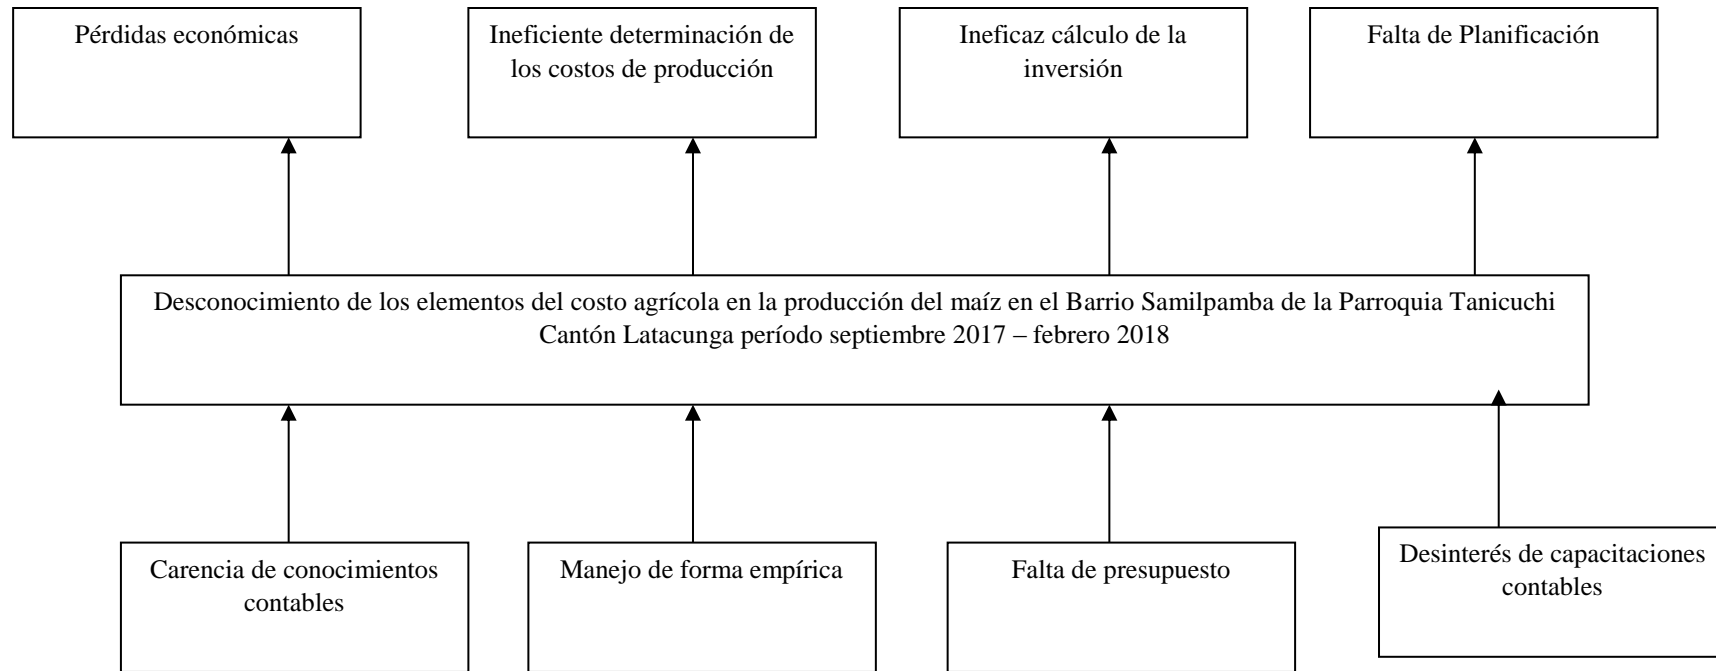 Pérdidas económicas
Ineficiente determinación de
los costos de producción
Ineficaz cálculo de la
inversión
Falta de Planificación
Desconocimiento de los elementos del costo agrícola en la producción del maíz en el Barrio Samilpamba de la Parroquia Tanicuchi
Cantón Latacunga período septiembre 2017 – febrero 2018
Carencia de conocimientos
contables
Manejo de forma empírica
Falta de presupuesto
Desinterés de capacitaciones
contables